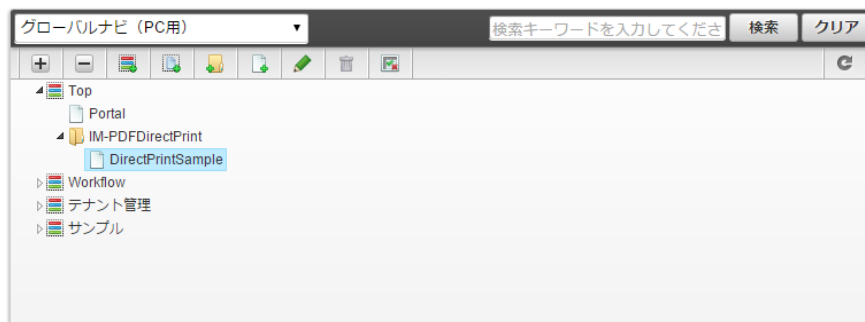 グローバルナビ（PC用） 検索キーワードを入力してくださ 検索 クリア
Top
Portal
IM-PDFDirectPrint
DirectPrintSample
Workflow
テナント管理
サンプル